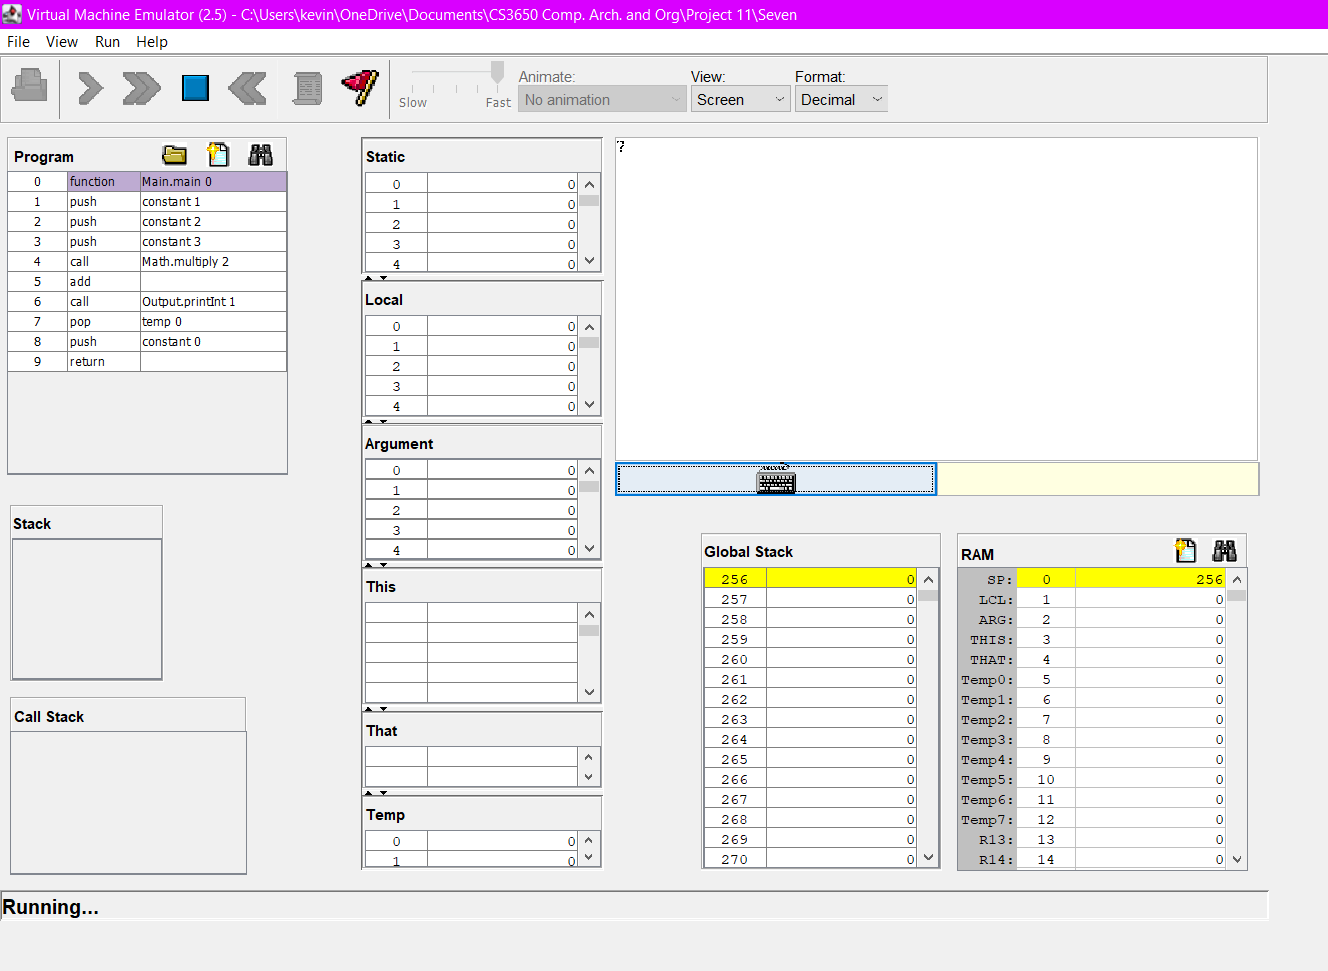 Virtual Machine Emulator (2.5) - C:\Users\kevin\OneDrive\Documents\CS3650 Comp. Arch. and Org\Project 11\Seven
File View Run Help
Animate: View: Format:
Slow Fast No animation Screen Decimal
Program
0 function Main.main 0
1 push constant 1
2 push constant 2
3 push constant 3
4 call Math.multiply 2
5 add
6 call Output.printInt 1
7 pop temp 0
8 push constant 0
9 return
Stack
Call Stack
Static
0 0
1 0
2 0
3 0
4 0
Local
0 0
1 0
2 0
3 0
4 0
Argument
0 0
1 0
2 0
3 0
4 0
This
That
Temp
0 0
1 0
?
Global Stack
256 0
257 0
258 0
259 0
260 0
261 0
262 0
263 0
264 0
265 0
266 0
267 0
268 0
269 0
270 0
RAM
SP: 0 256
LCL: 1 0
ARG: 2 0
THIS: 3 0
THAT: 4 0
Temp0: 5 0
Temp1: 6 0
Temp2: 7 0
Temp3: 8 0
Temp4: 9 0
Temp5: 10 0
Temp6: 11 0
Temp7: 12 0
R13: 13 0
R14: 14 0
Running...